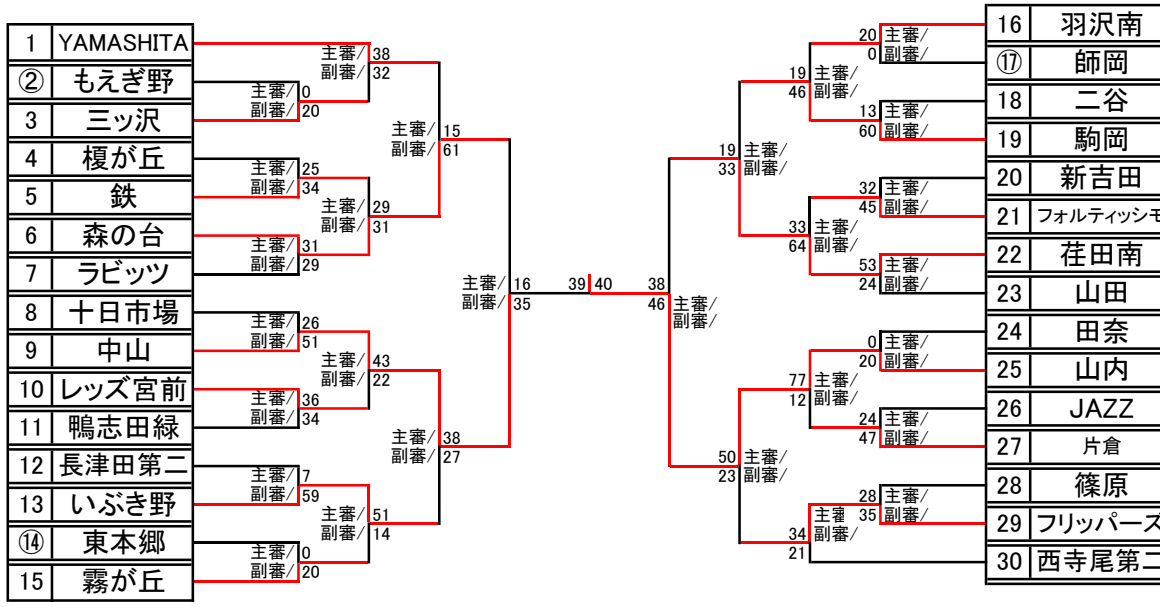 1 YAMASHITA
② もえぎ野
3 三ッ沢
4 榎が丘
5 鉄
6 森の台
7 ラビッツ
8 十日市場
9 中山
10 レッズ宮前
11 鴨志田緑
12 長津田第二
13 いぶき野
⑭ 東本郷
15 霧が丘
主審/ 0
副審/ 20
主審/ 25
副審/ 34
主審/ 31
副審/ 29
主審/ 26
副審/ 51
主審/ 36
副審/ 34
主審/ 7
副審/ 59
主審/ 0
副審/ 20
主審/ 38
副審/ 32
主審/ 29
副審/ 31
主審/ 43
副審/ 22
主審/ 51
副審/ 14
主審/ 15
副審/ 61
主審/ 38
副審/ 27
主審/ 16
副審/ 35
39 40
38 主審/
46 副審/
19 主審/
33 副審/
50 主審/
23 副審/
19 主審/
46 副審/
33 主審/
64 副審/
77 主審/
12 副審/
主審
34 副審/
21
20 主審/
0 副審/
13 主審/
60 副審/
32 主審/
45 副審/
53 主審/
24 副審/
0 主審/
20 副審/
24 主審/
47 副審/
28 主審/
35 副審/
16 羽沢南
⑰ 師岡
18 二谷
19 駒岡
20 新吉田
21 フォルティッシモ
22 荏田南
23 山田
24 田奈
25 山内
26 JAZZ
27 片倉
28 篠原
29 フリッパーズ
30 西寺尾第二